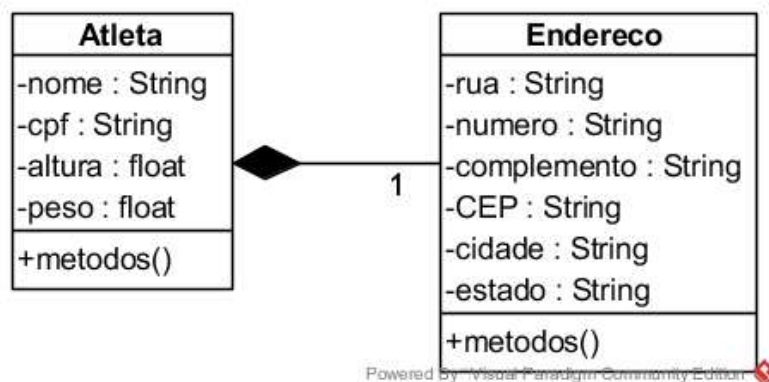 Atleta
-nome : String
-cpf : String
-altura : float
-peso : float
+metodos()
1
Endereco
-rua : String
-numero : String
-complemento : String
-CEP : String
-cidade : String
-estado : String
+metodos()
Powered By Visual Paradigm Community Edition